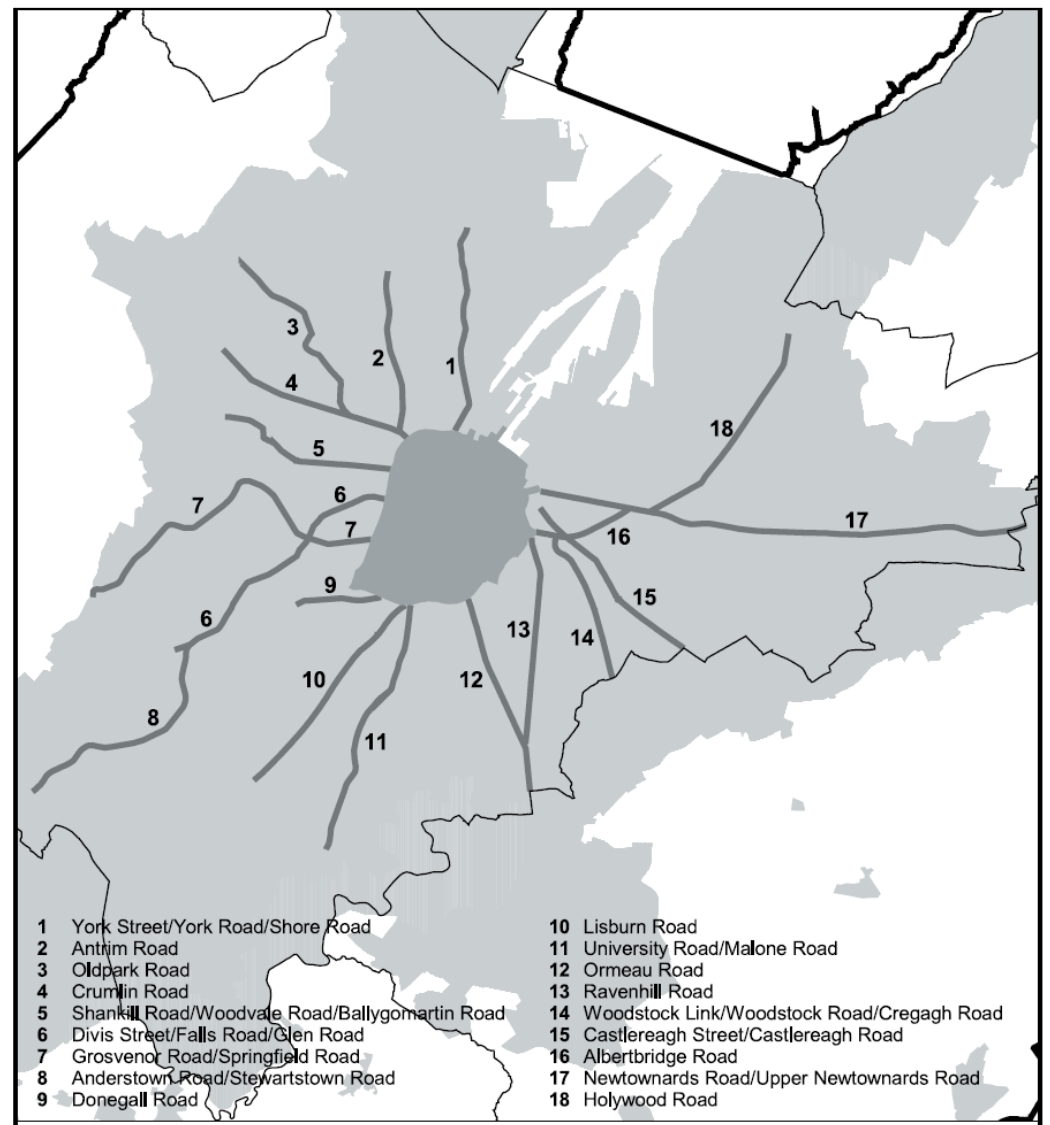 3
2
1
4
18
5
6
7
7
17
16
9
15
6
13
14
10
12
8
11
1 York Street/York Road/Shore Road
2 Antrim Road
3 Oldpark Road
4 Crumlin Road
5 Shankill Road/Woodvale Road/Ballygomartin Road
6 Divis Street/Falls Road/Glen Road
7 Grosvenor Road/Springfield Road
8 Anderstown Road/Stewartstown Road
9 Donegall Road
10 Lisburn Road
11 University Road/Malone Road
12 Ormeau Road
13 Ravenhill Road
14 Woodstock Link/Woodstock Road/Cregagh Road
15 Castlereagh Street/Castlereagh Road
16 Albertbridge Road
17 Newtownards Road/Upper Newtownards Road
18 Holywood Road